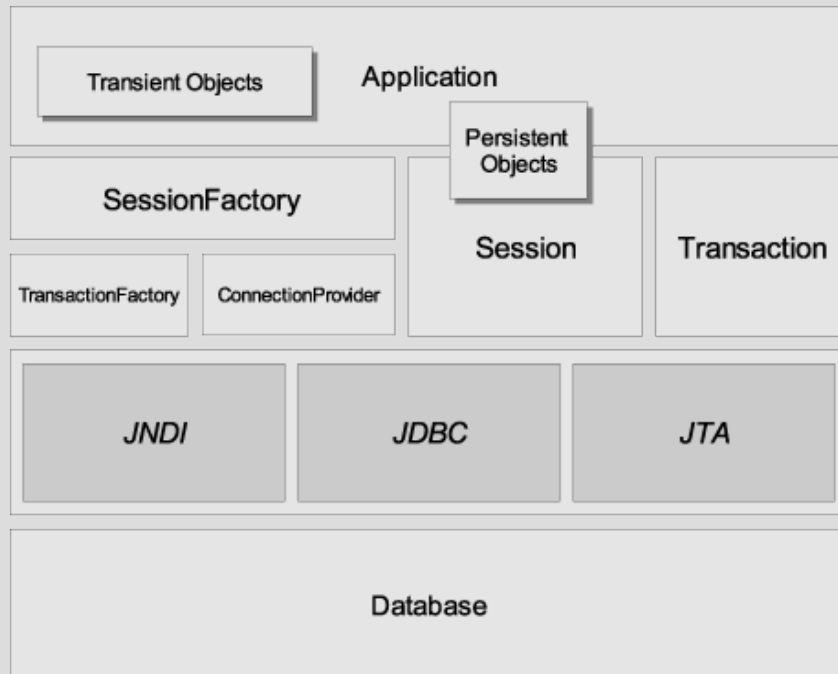 Transient Objects
Application
Persistent
Objects
SessionFactory
Session
Transaction
TransactionFactory
ConnectionProvider
JNDI
JDBC
JTA
Database